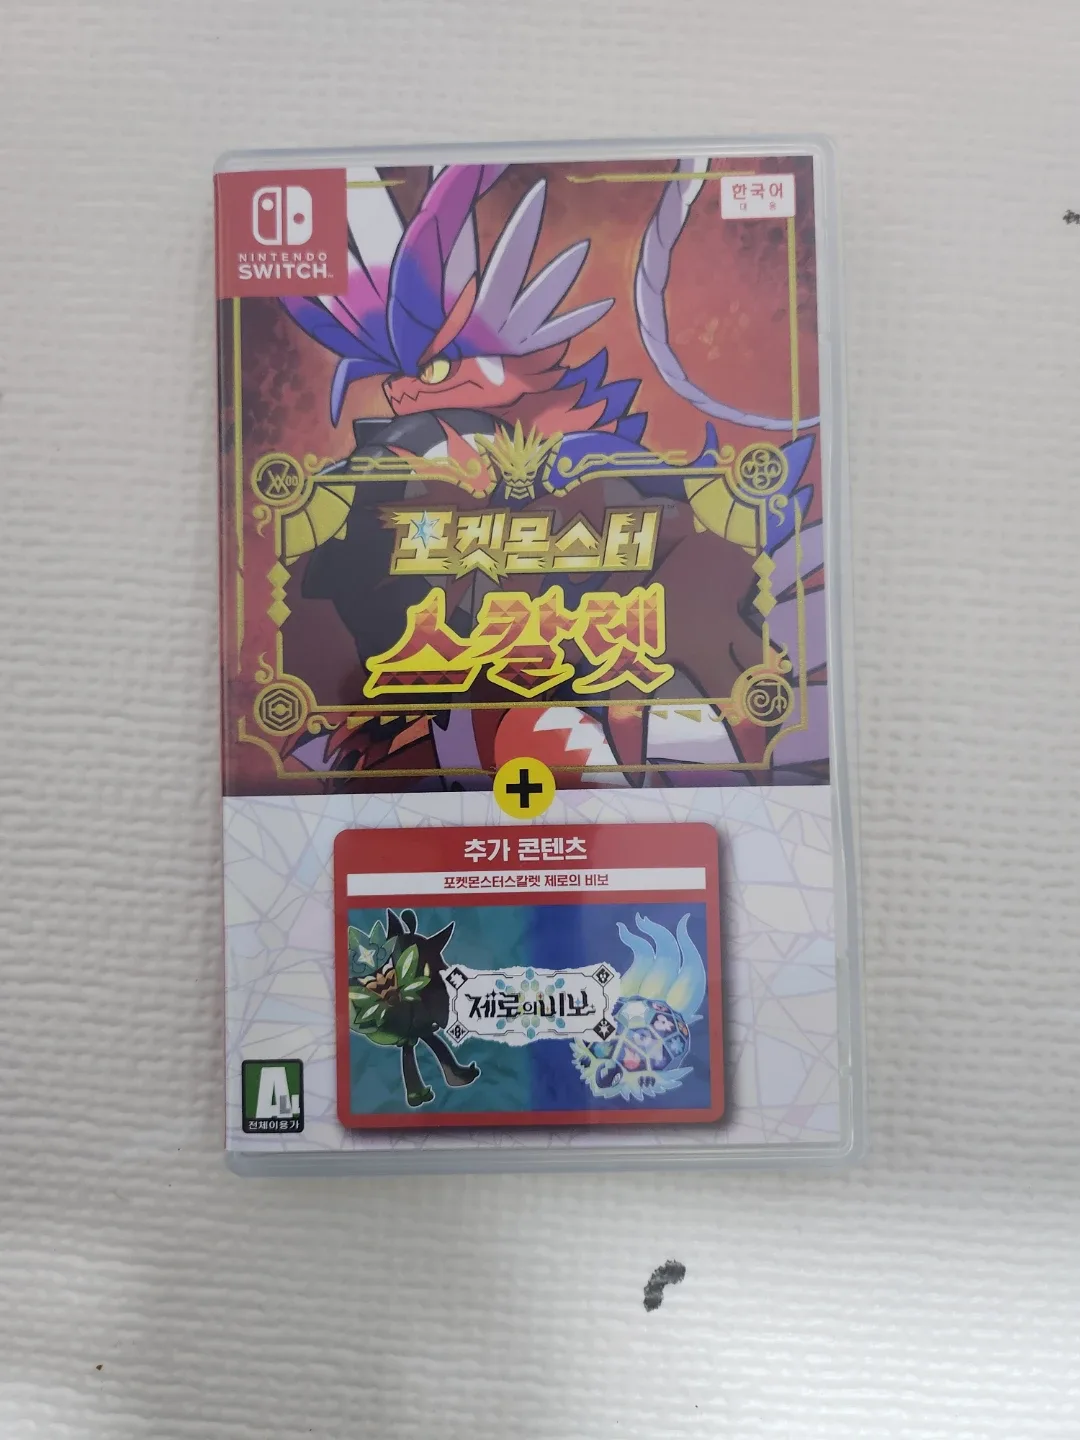 NINTENDO
SWITCH
한국어
대응
포켓몬스터
스칼렛
+
추가 콘텐츠
포켓몬스터스칼렛 제로의 비보
제로의 비보
ALL
전체이용가